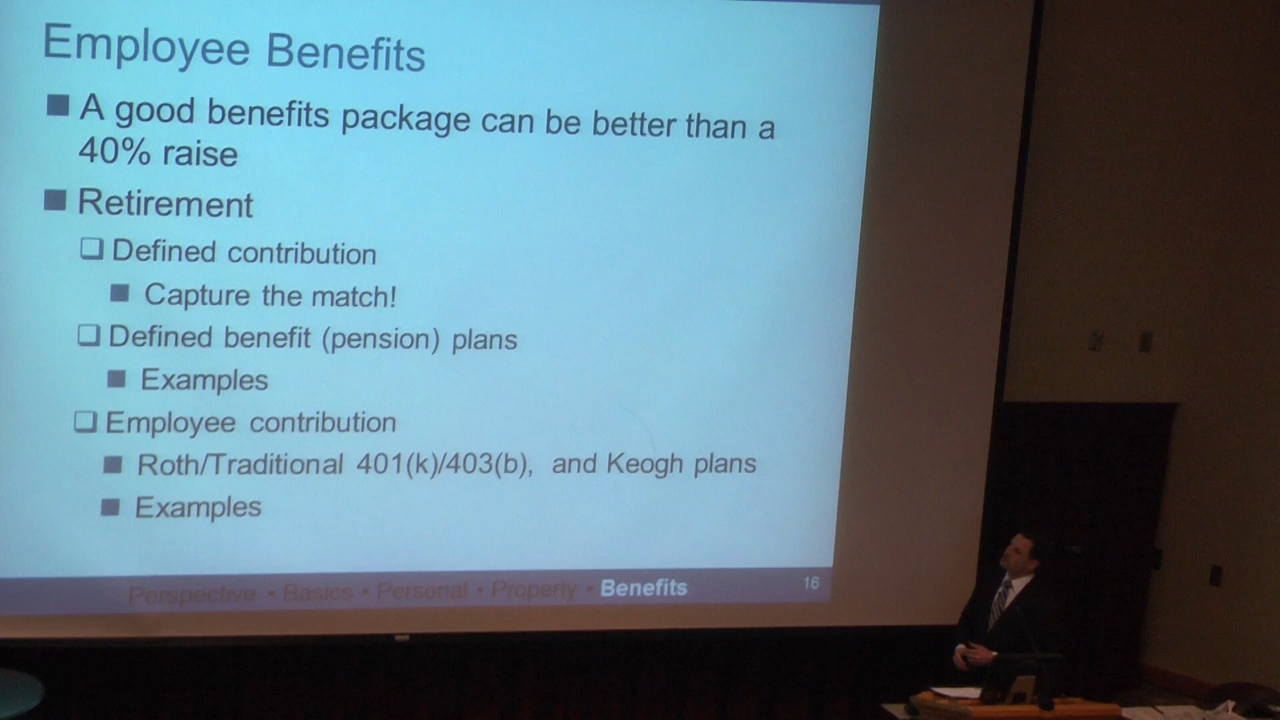 Employee Benefits
A good benefits package can be better than a
40% raise
Retirement
Defined contribution
Capture the match!
Defined benefit (pension) plans
Examples
Employee contribution
Roth/Traditional 401(k)/403(b), and Keogh plans
Examples
Perspective • Basics • Personal • Property • Benefits 16